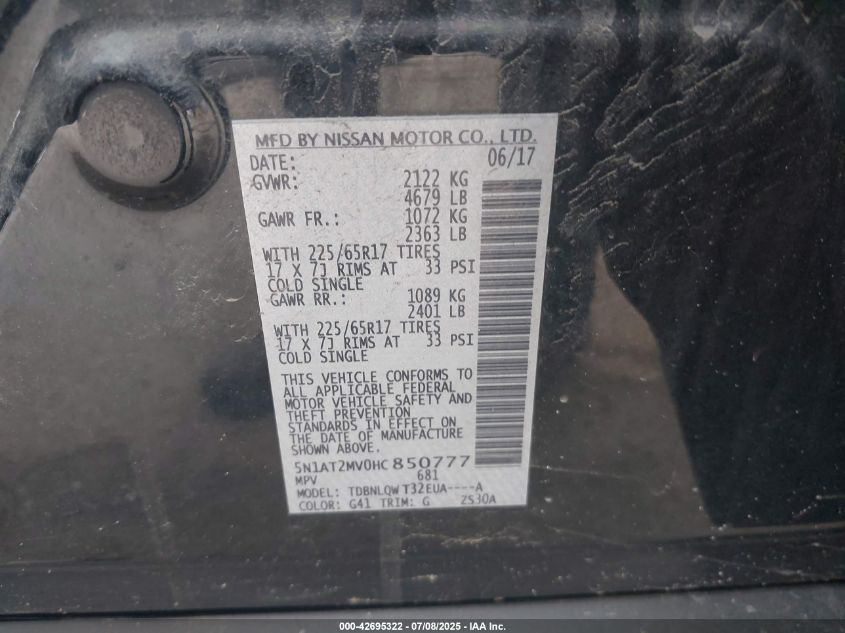 MFD BY NISSAN MOTOR CO., LTD.
DATE: 06/17
GVWR: 2122 KG
4679 LB
GAWR FR.: 1072 KG
2363 LB
WITH 225/65R17 TIRES
17 X 7J RIMS AT 33 PSI
COLD SINGLE
GAWR RR.: 1089 KG
2401 LB
WITH 225/65R17 TIRES
17 X 7J RIMS AT 33 PSI
COLD SINGLE
THIS VEHICLE CONFORMS TO
ALL APPLICABLE FEDERAL
MOTOR VEHICLE SAFETY AND
THEFT PREVENTION
STANDARDS IN EFFECT ON
THE DATE OF MANUFACTURE
SHOWN ABOVE.
5N1AT2MV0HC850777
MPV 681
MODEL: TDBNLQW T32EUA----A
COLOR: G41 TRIM: G ZS30A
000-42695322 - 07/08/2025 - IAA Inc.